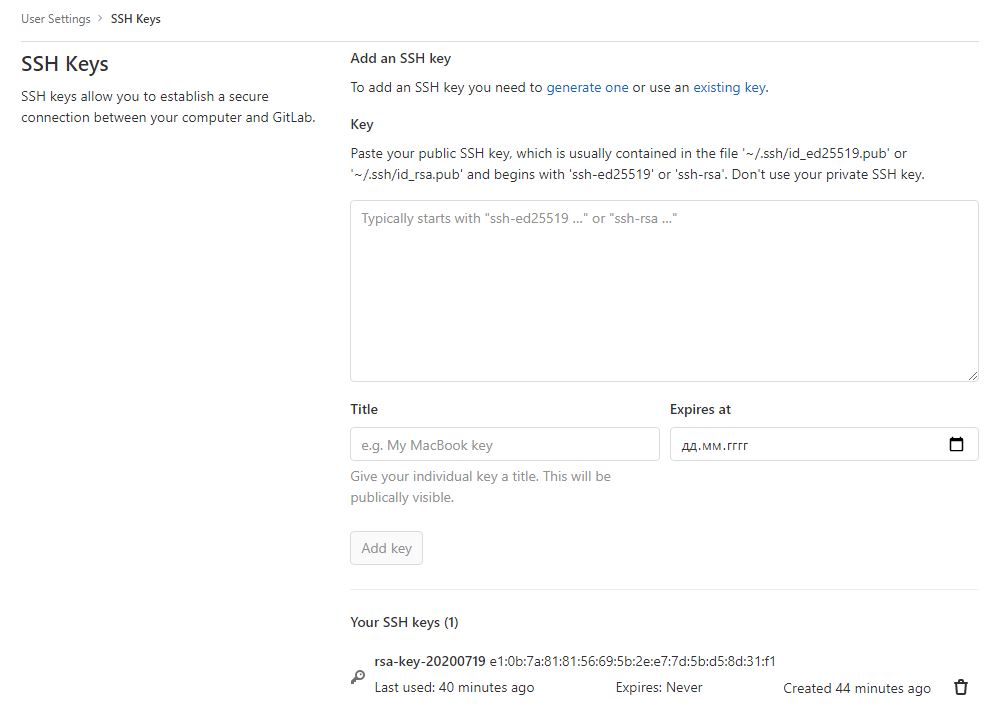 User Settings > SSH Keys
SSH Keys
SSH keys allow you to establish a secure
connection between your computer and GitLab.
Add an SSH key
To add an SSH key you need to generate one or use an existing key.
Key
Paste your public SSH key, which is usually contained in the file '~/.ssh/id_ed25519.pub' or
'~/.ssh/id_rsa.pub' and begins with 'ssh-ed25519' or 'ssh-rsa'. Don't use your private SSH key.
Typically starts with "ssh-ed25519 ..." or "ssh-rsa ..."
Title
Expires at
e.g. My MacBook key
дд.мм.гггг
Give your individual key a title. This will be
publically visible.
Add key
Your SSH keys (1)
rsa-key-20200719 e1:0b:7a:81:81:56:69:5b:2e:e7:7d:5b:d5:8d:31:f1
Last used: 40 minutes ago
Expires: Never
Created 44 minutes ago